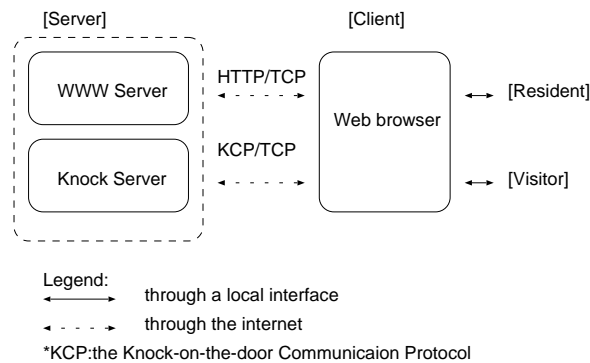 [Server]
[Client]
WWW Server
HTTP/TCP
[Resident]
Web browser
KCP/TCP
Knock Server
[Visitor]
Legend:
through a local interface
through the internet
*KCP:the Knock-on-the-door Communicaion Protocol